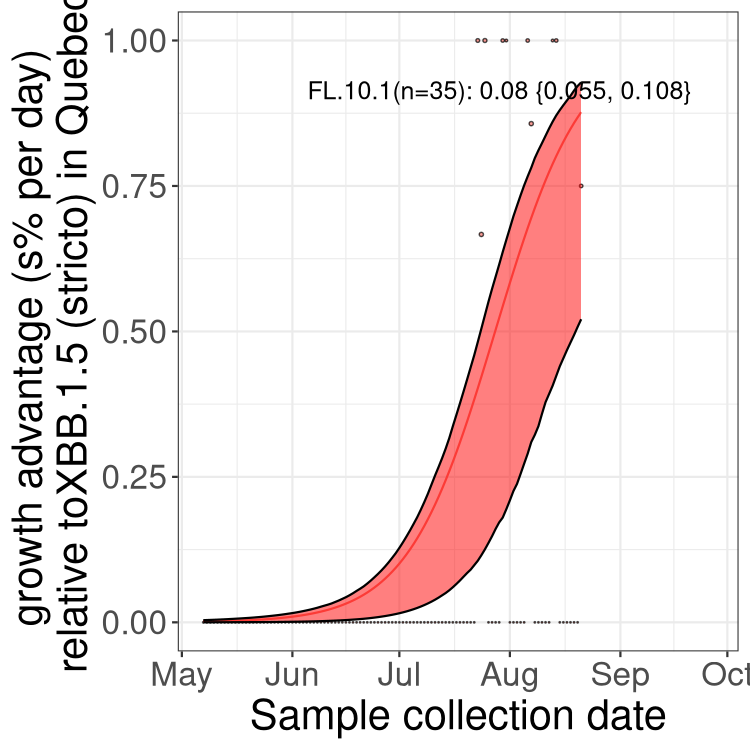 growth advantage (s% per day)
relative toXBB.1.5 (stricto) in Quebec
1.00
0.75
0.50
0.25
0.00
FL.10.1(n=35): 0.08 {0.055, 0.108}
May Jun Jul Aug Sep Oct
Sample collection date